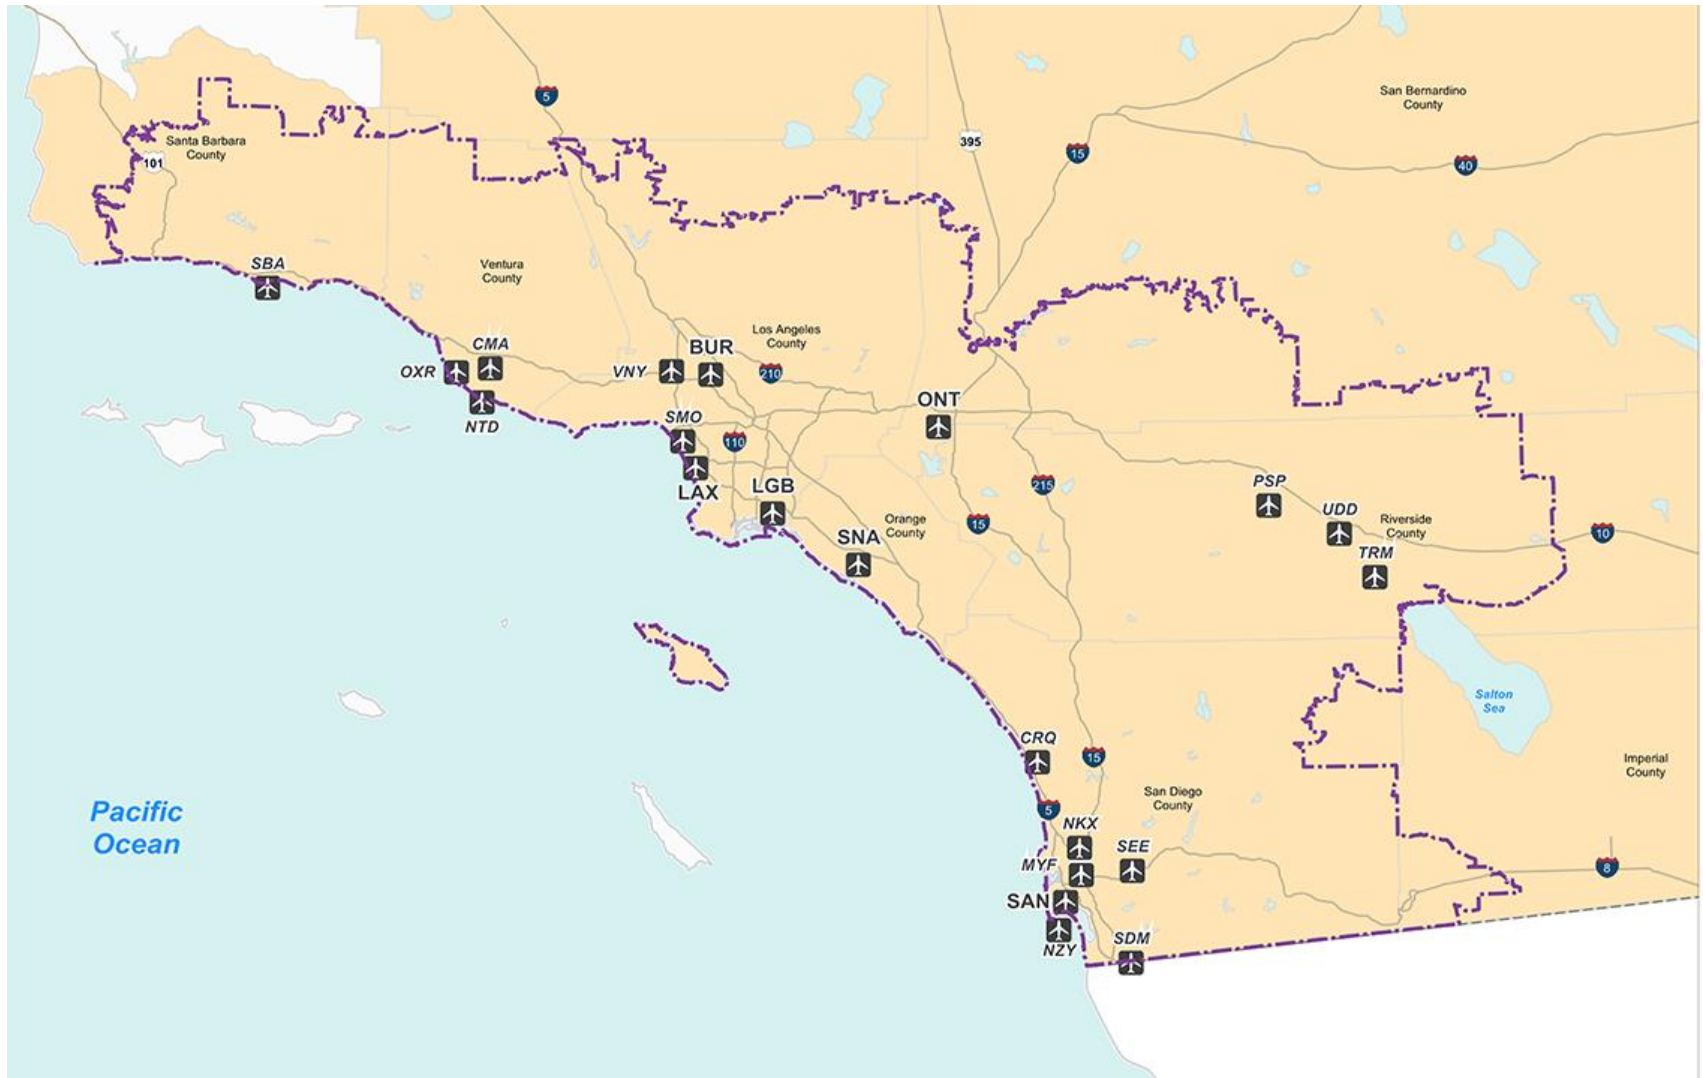 5
San Bernardino
County
395
Santa Barbara
County
101
15
40
SBA
Ventura
County
Los Angeles
County
CMA
BUR
OXR
VNY
210
NTD
SMO
ONT
110
LAX
LGB
215
PSP
SNA
Orange
County
15
UDD
Riverside
County
10
TRM
Salton
Sea
CRQ
15
Imperial
County
San Diego
County
5
Pacific
Ocean
NKX
SEE
MYF
8
SAN
NZY
SDM